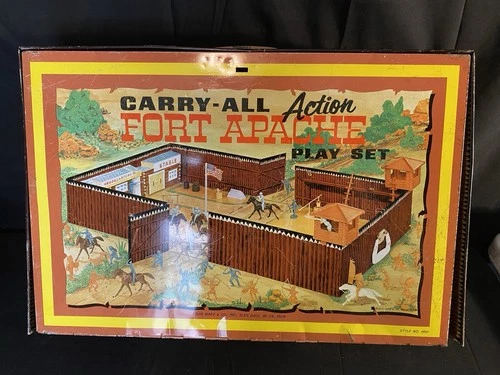 CARRY-ALL Action
FORT APACHE
PLAY SET
STABLE